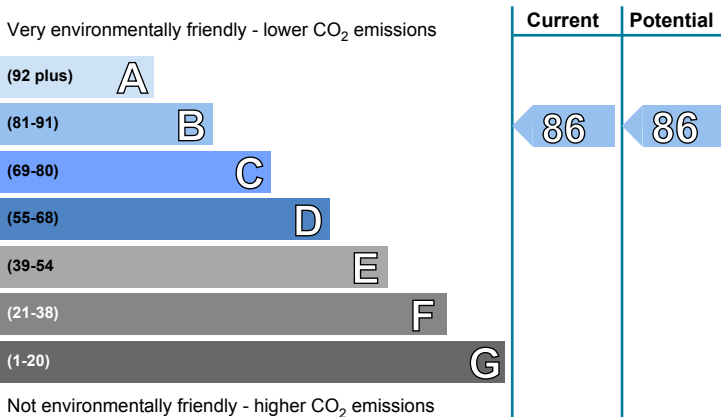 Current Potential
Very environmentally friendly - lower CO2 emissions
(92 plus) A
(81-91) B 86 86
(69-80) C
(55-68) D
(39-54 E
(21-38) F
(1-20) G
Not environmentally friendly - higher CO2 emissions